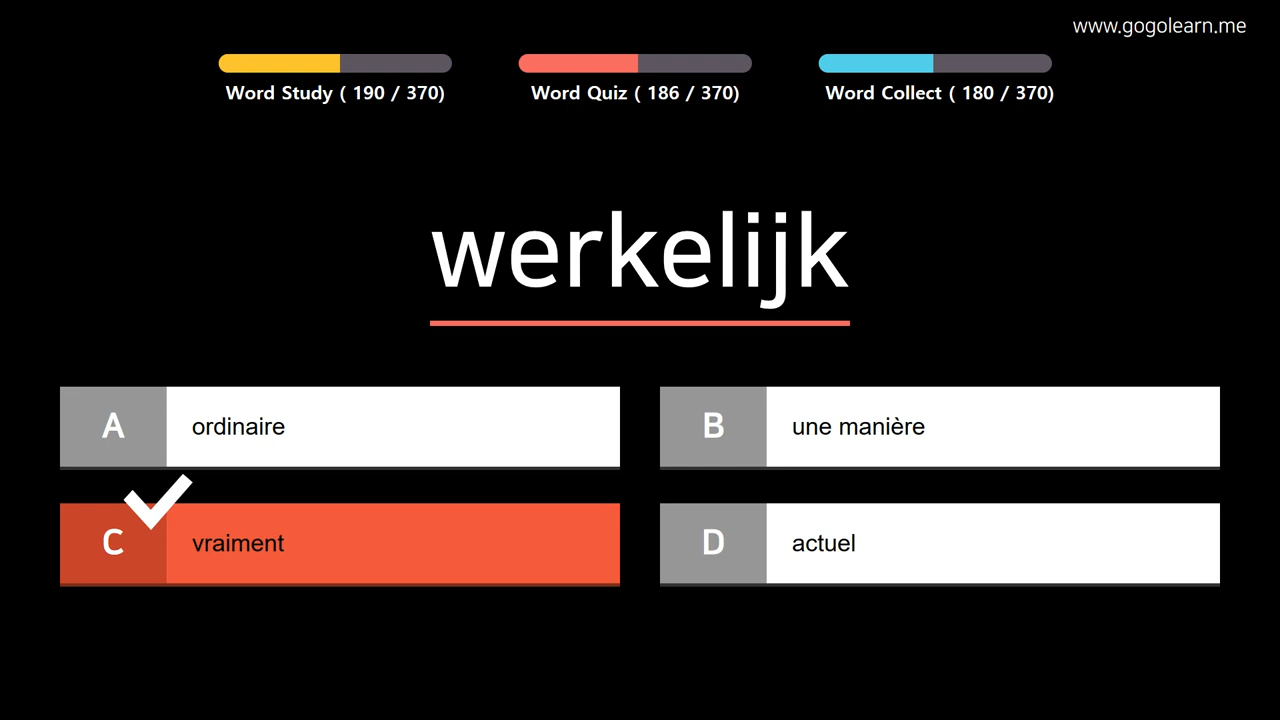 www.gogolearn.me
Word Study ( 190 / 370)
Word Quiz ( 186 / 370)
Word Collect ( 180 / 370)
werkelijk
A ordinaire
B une manière
C vraiment
D actuel